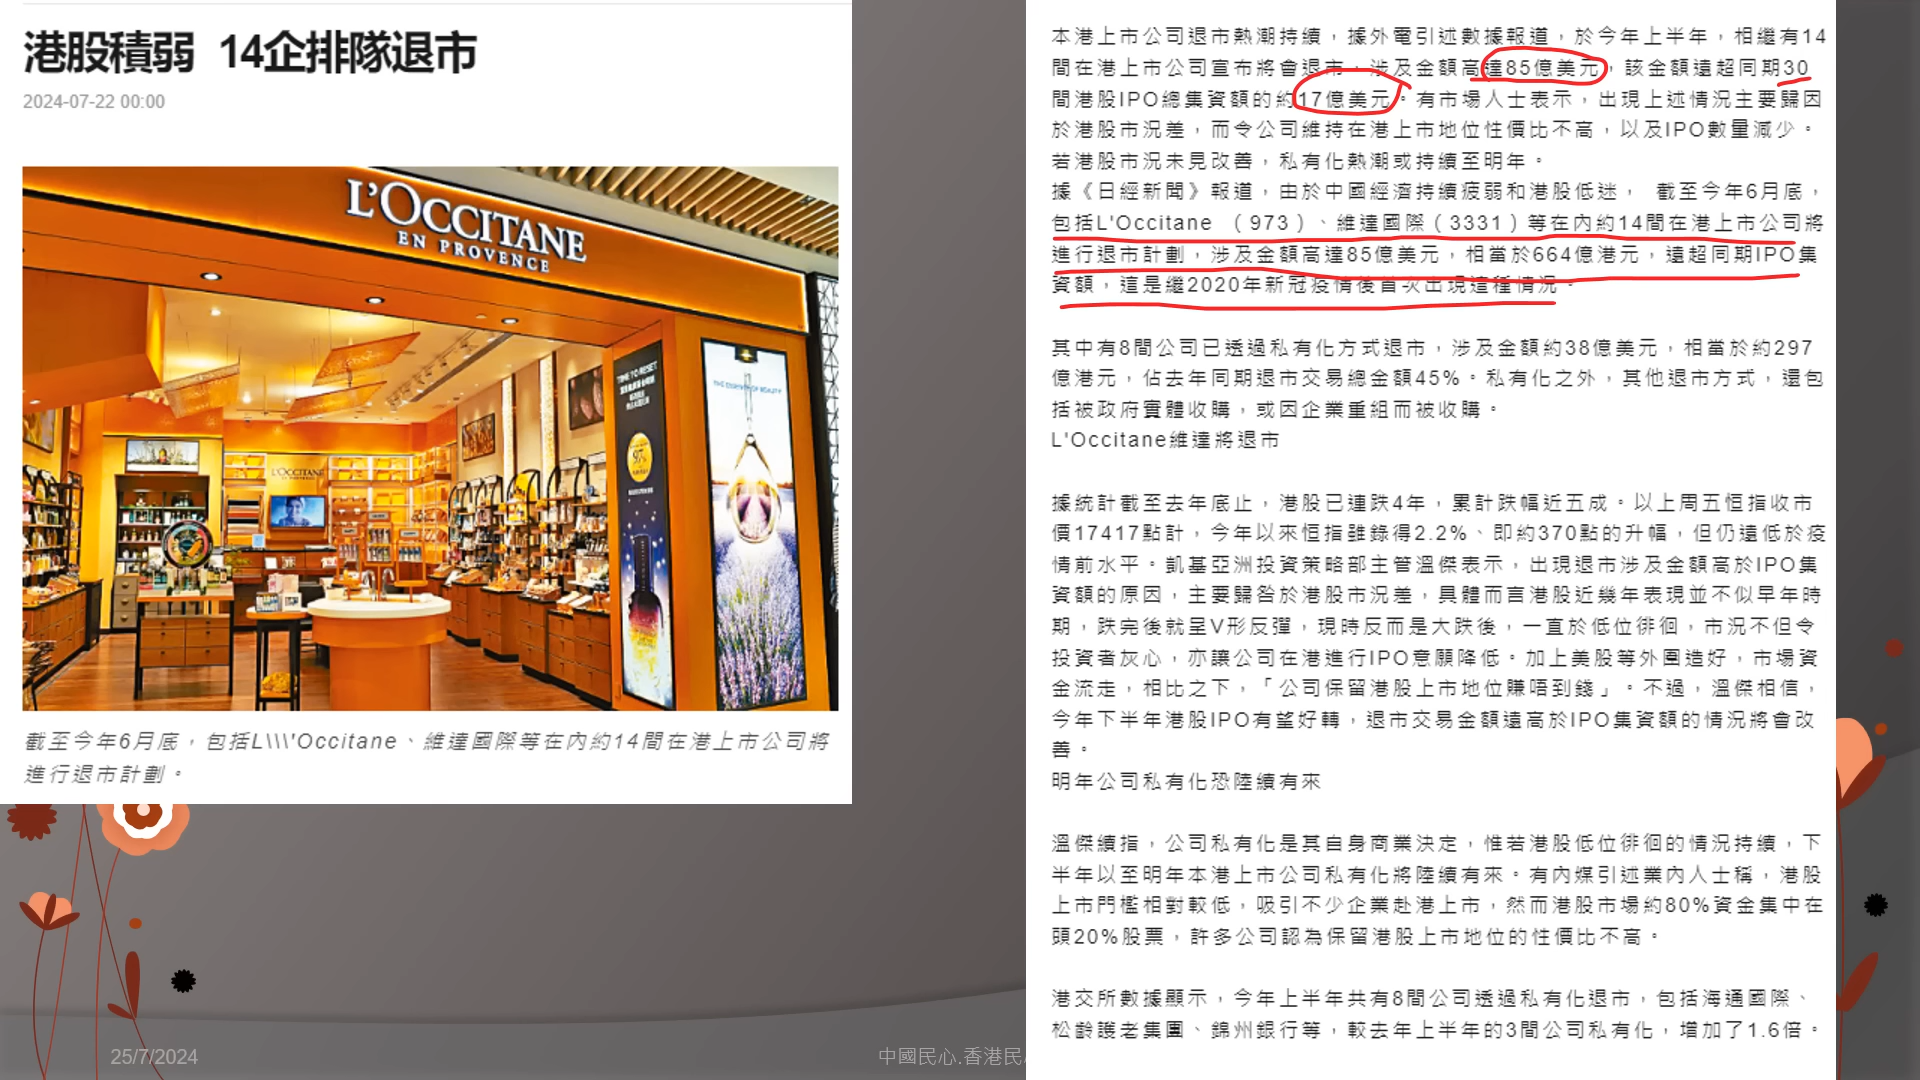 港股積弱 14企排隊退市
2024-07-22 00:00
L'OCCITANE
EN PROVENCE
TIME TO RESET
L'OCCITANE
截至今年6月底，包括L\\\'Occitane、維達國際等在內約14間在港上市公司將
進行退市計劃。
25/7/2024
中國民心.香港民
本港上市公司退市熱潮持續，據外電引述數據報道，於今年上半年，相繼有14
間在港上市公司宣布將會退市，涉及金額高達85億美元，該金額遠超同期30
間港股IPO總集資額的約17億美元。有市場人士表示，出現上述情況主要歸因
於港股市況差，而令公司維持在港上市地位性價比不高，以及IPO數量減少。
若港股市況未見改善，私有化熱潮或持續至明年。
據《日經新聞》報道，由於中國經濟持續疲弱和港股低迷， 截至今年6月底，
包括L'Occitane （973）、維達國際（3331）等在內約14間在港上市公司將
進行退市計劃，涉及金額高達85億美元，相當於664億港元，遠超同期IPO集
資額，這是繼2020年新冠疫情後首次出現這種情況。
其中有8間公司已透過私有化方式退市，涉及金額約38億美元，相當於約297
億港元，佔去年同期退市交易總金額45%。私有化之外，其他退市方式，還包
括被政府實體收購，或因企業重組而被收購。
L'Occitane維達將退市
據統計截至去年底止，港股已連跌4年，累計跌幅近五成。以上周五恒指收市
價17417點計，今年以來恒指雖錄得2.2%、即約370點的升幅，但仍遠低於疫
情前水平。凱基亞洲投資策略部主管溫傑表示，出現退市涉及金額高於IPO集
資額的原因，主要歸咎於港股市況差，具體而言港股近幾年表現並不似早年時
期，跌完後就呈V形反彈，現時反而是大跌後，一直於低位徘徊，市況不但令
投資者灰心，亦讓公司在港進行IPO意願降低。加上美股等外圍造好，市場資
金流走，相比之下，「公司保留港股上市地位賺唔到錢」。不過，溫傑相信，
今年下半年港股IPO有望好轉，退市交易金額遠高於IPO集資額的情況將會改
善。
明年公司私有化恐陸續有來
溫傑續指，公司私有化是其自身商業決定，惟若港股低位徘徊的情況持續，下
半年以至明年本港上市公司私有化將陸續有來。有內媒引述業內人士稱，港股
上市門檻相對較低，吸引不少企業赴港上市，然而港股市場約80%資金集中在
頭20%股票，許多公司認為保留港股上市地位的性價比不高。
港交所數據顯示，今年上半年共有8間公司透過私有化退市，包括海通國際、
松齡護老集團、錦州銀行等，較去年上半年的3間公司私有化，增加了1.6倍。